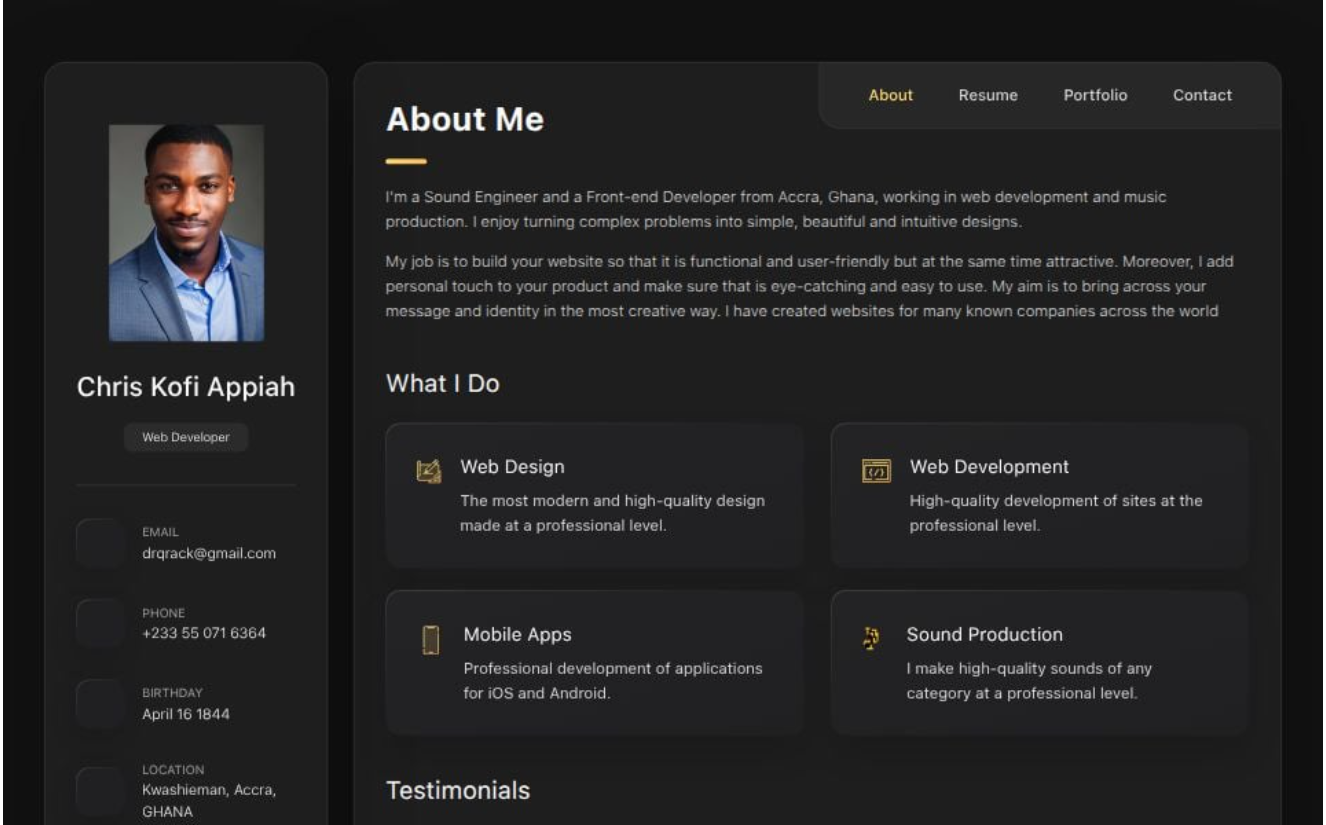 Chris Kofi Appiah
Web Developer
EMAIL
drqrack@gmail.com
PHONE
+233 55 071 6364
BIRTHDAY
April 16 1844
LOCATION
Kwashieman, Accra,
GHANA
About Resume Portfolio Contact
About Me
I'm a Sound Engineer and a Front-end Developer from Accra, Ghana, working in web development and music
production. I enjoy turning complex problems into simple, beautiful and intuitive designs.
My job is to build your website so that it is functional and user-friendly but at the same time attractive. Moreover, I add
personal touch to your product and make sure that is eye-catching and easy to use. My aim is to bring across your
message and identity in the most creative way. I have created websites for many known companies across the world
What I Do
Web Design
The most modern and high-quality design
made at a professional level.
Web Development
High-quality development of sites at the
professional level.
Mobile Apps
Professional development of applications
for iOS and Android.
Sound Production
I make high-quality sounds of any
category at a professional level.
Testimonials